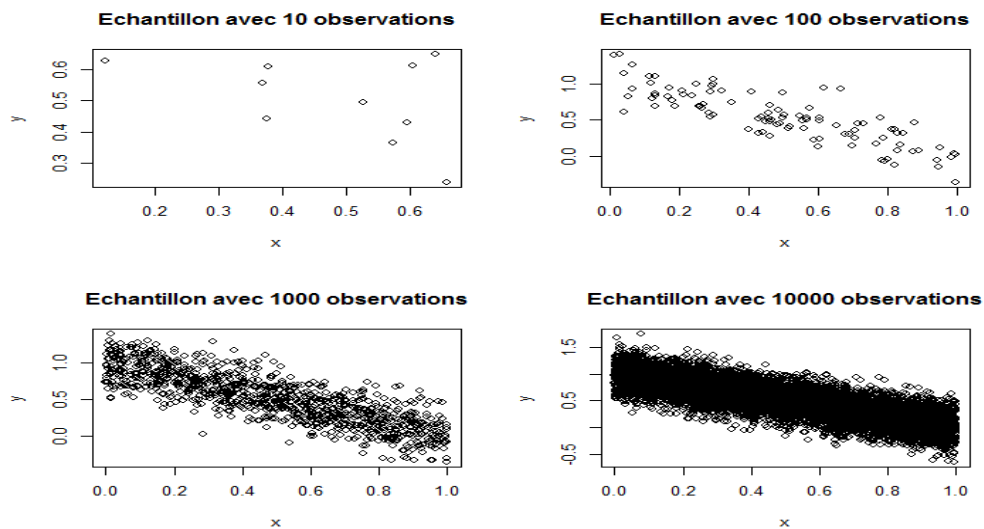 Echantillon avec 10 observations
y
0.3 0.4 0.5 0.6
0.2 0.3 0.4 0.5 0.6
x
Echantillon avec 100 observations
y
0.0 0.5 1.0
0.0 0.2 0.4 0.6 0.8 1.0
x
Echantillon avec 1000 observations
y
0.0 0.5 1.0
0.0 0.2 0.4 0.6 0.8 1.0
x
Echantillon avec 10000 observations
y
-0.5 0.5 1.5
0.0 0.2 0.4 0.6 0.8 1.0
x